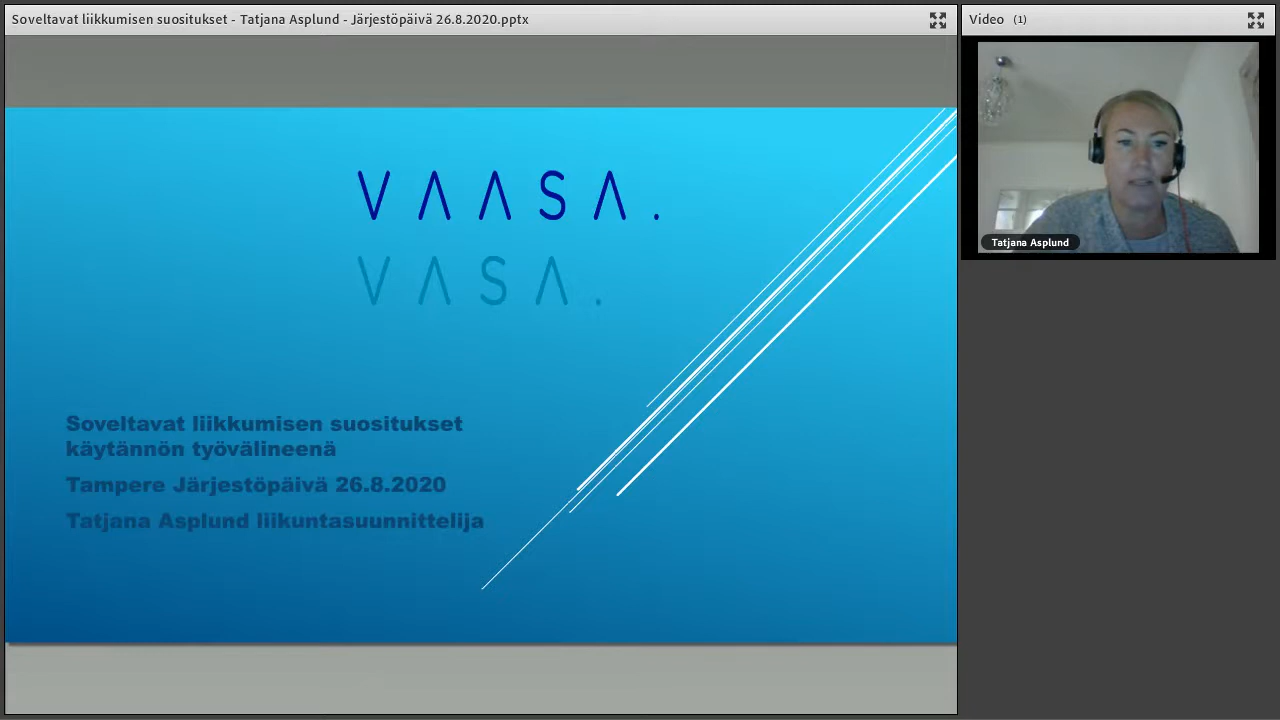 Soveltavat liikkumisen suositukset - Tatjana Asplund - Järjestöpäivä 26.8.2020.pptx
Video (1)
VAASA.
VASA.
Soveltavat liikkumisen suositukset
käytännön työvälineenä
Tampere Järjestöpäivä 26.8.2020
Tatjana Asplund liikuntasuunnittelija
Tatjana Asplund